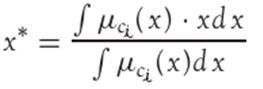 x* = ∫ μ_{c_i}(x) · x dx / ∫ μ_{c_i}(x) dx